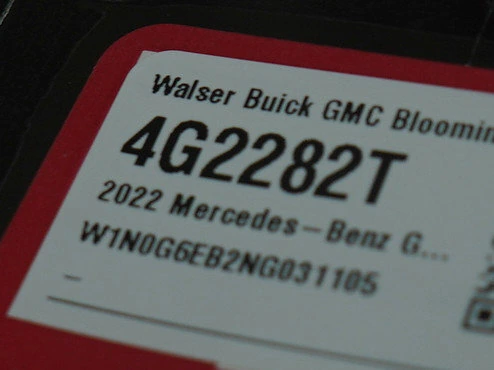 Walser Buick GMC Bloomin
4G2282T
2022 Mercedes-Benz G...
W1N0G6EB2NG031105